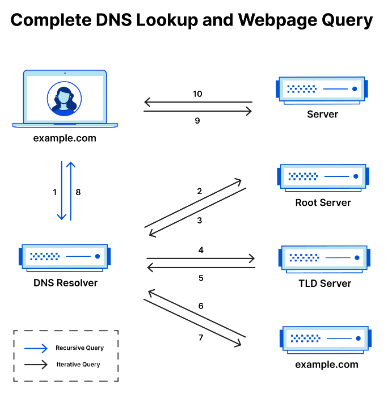 Complete DNS Lookup and Webpage Query
10
9
Server
example.com
1
8
2
3
Root Server
4
5
DNS Resolver
TLD Server
6
7
example.com
Recursive Query
Iterative Query